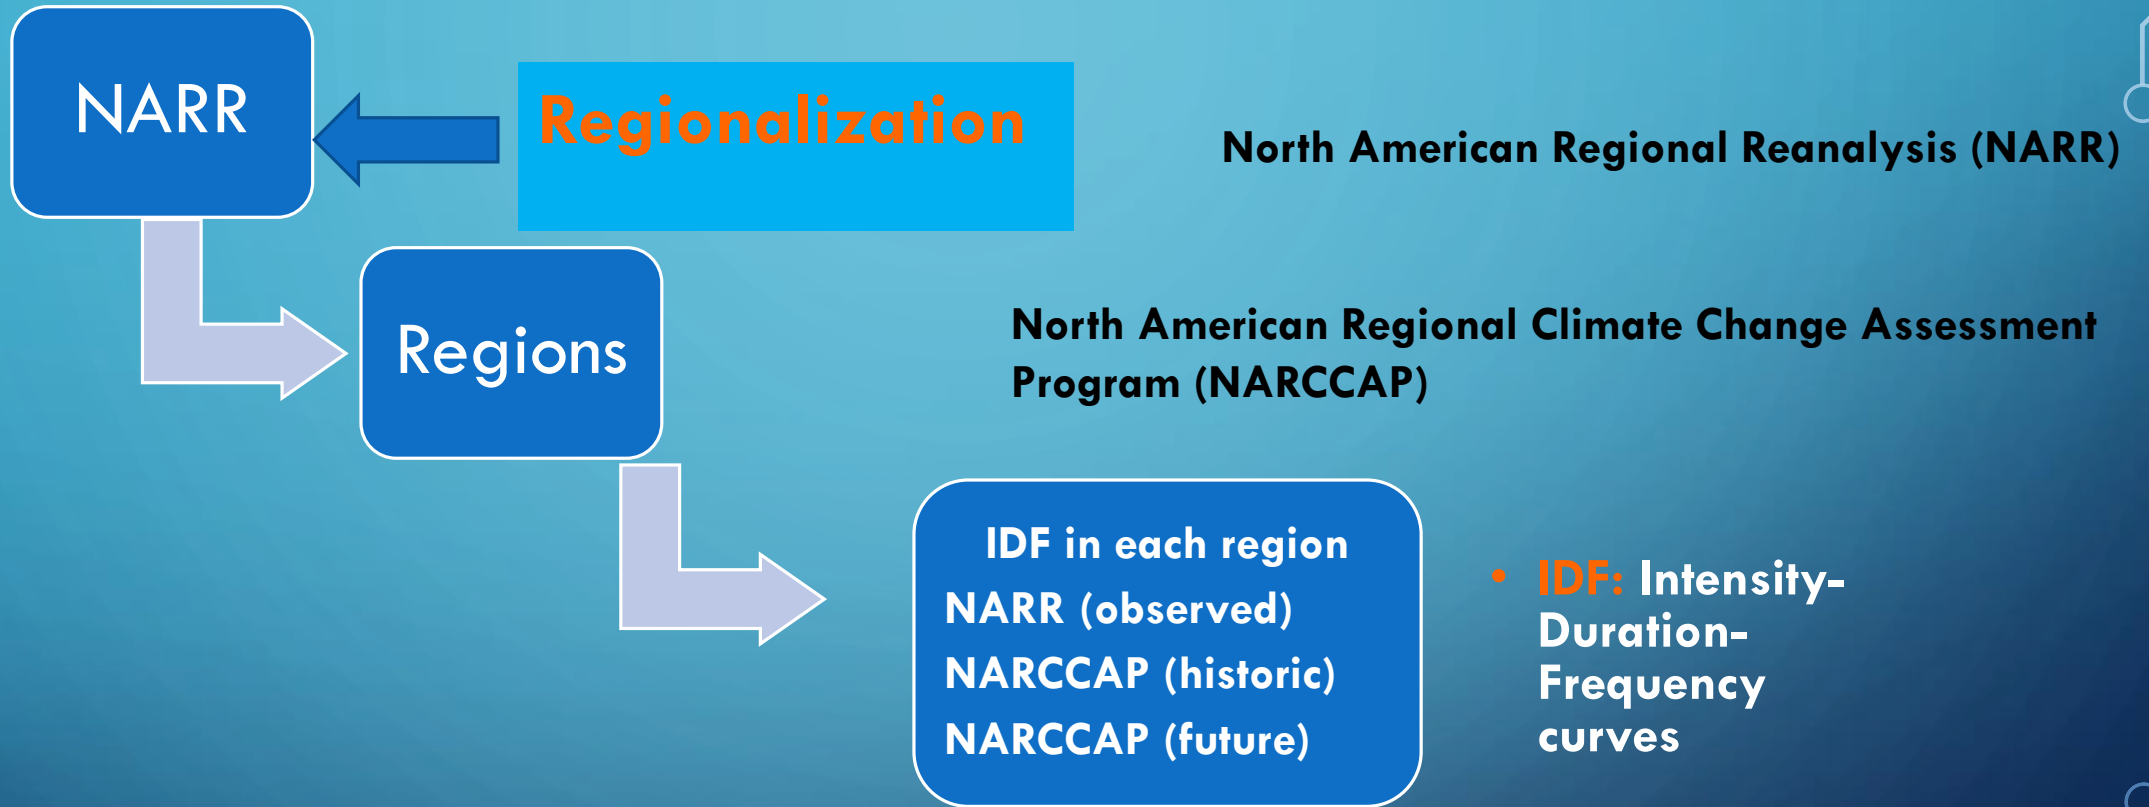 NARR
Regionalization
North American Regional Reanalysis (NARR)
Regions
North American Regional Climate Change Assessment
Program (NARCCAP)
IDF in each region
NARR (observed)
NARCCAP (historic)
NARCCAP (future)
• IDF: Intensity-
Duration-
Frequency
curves